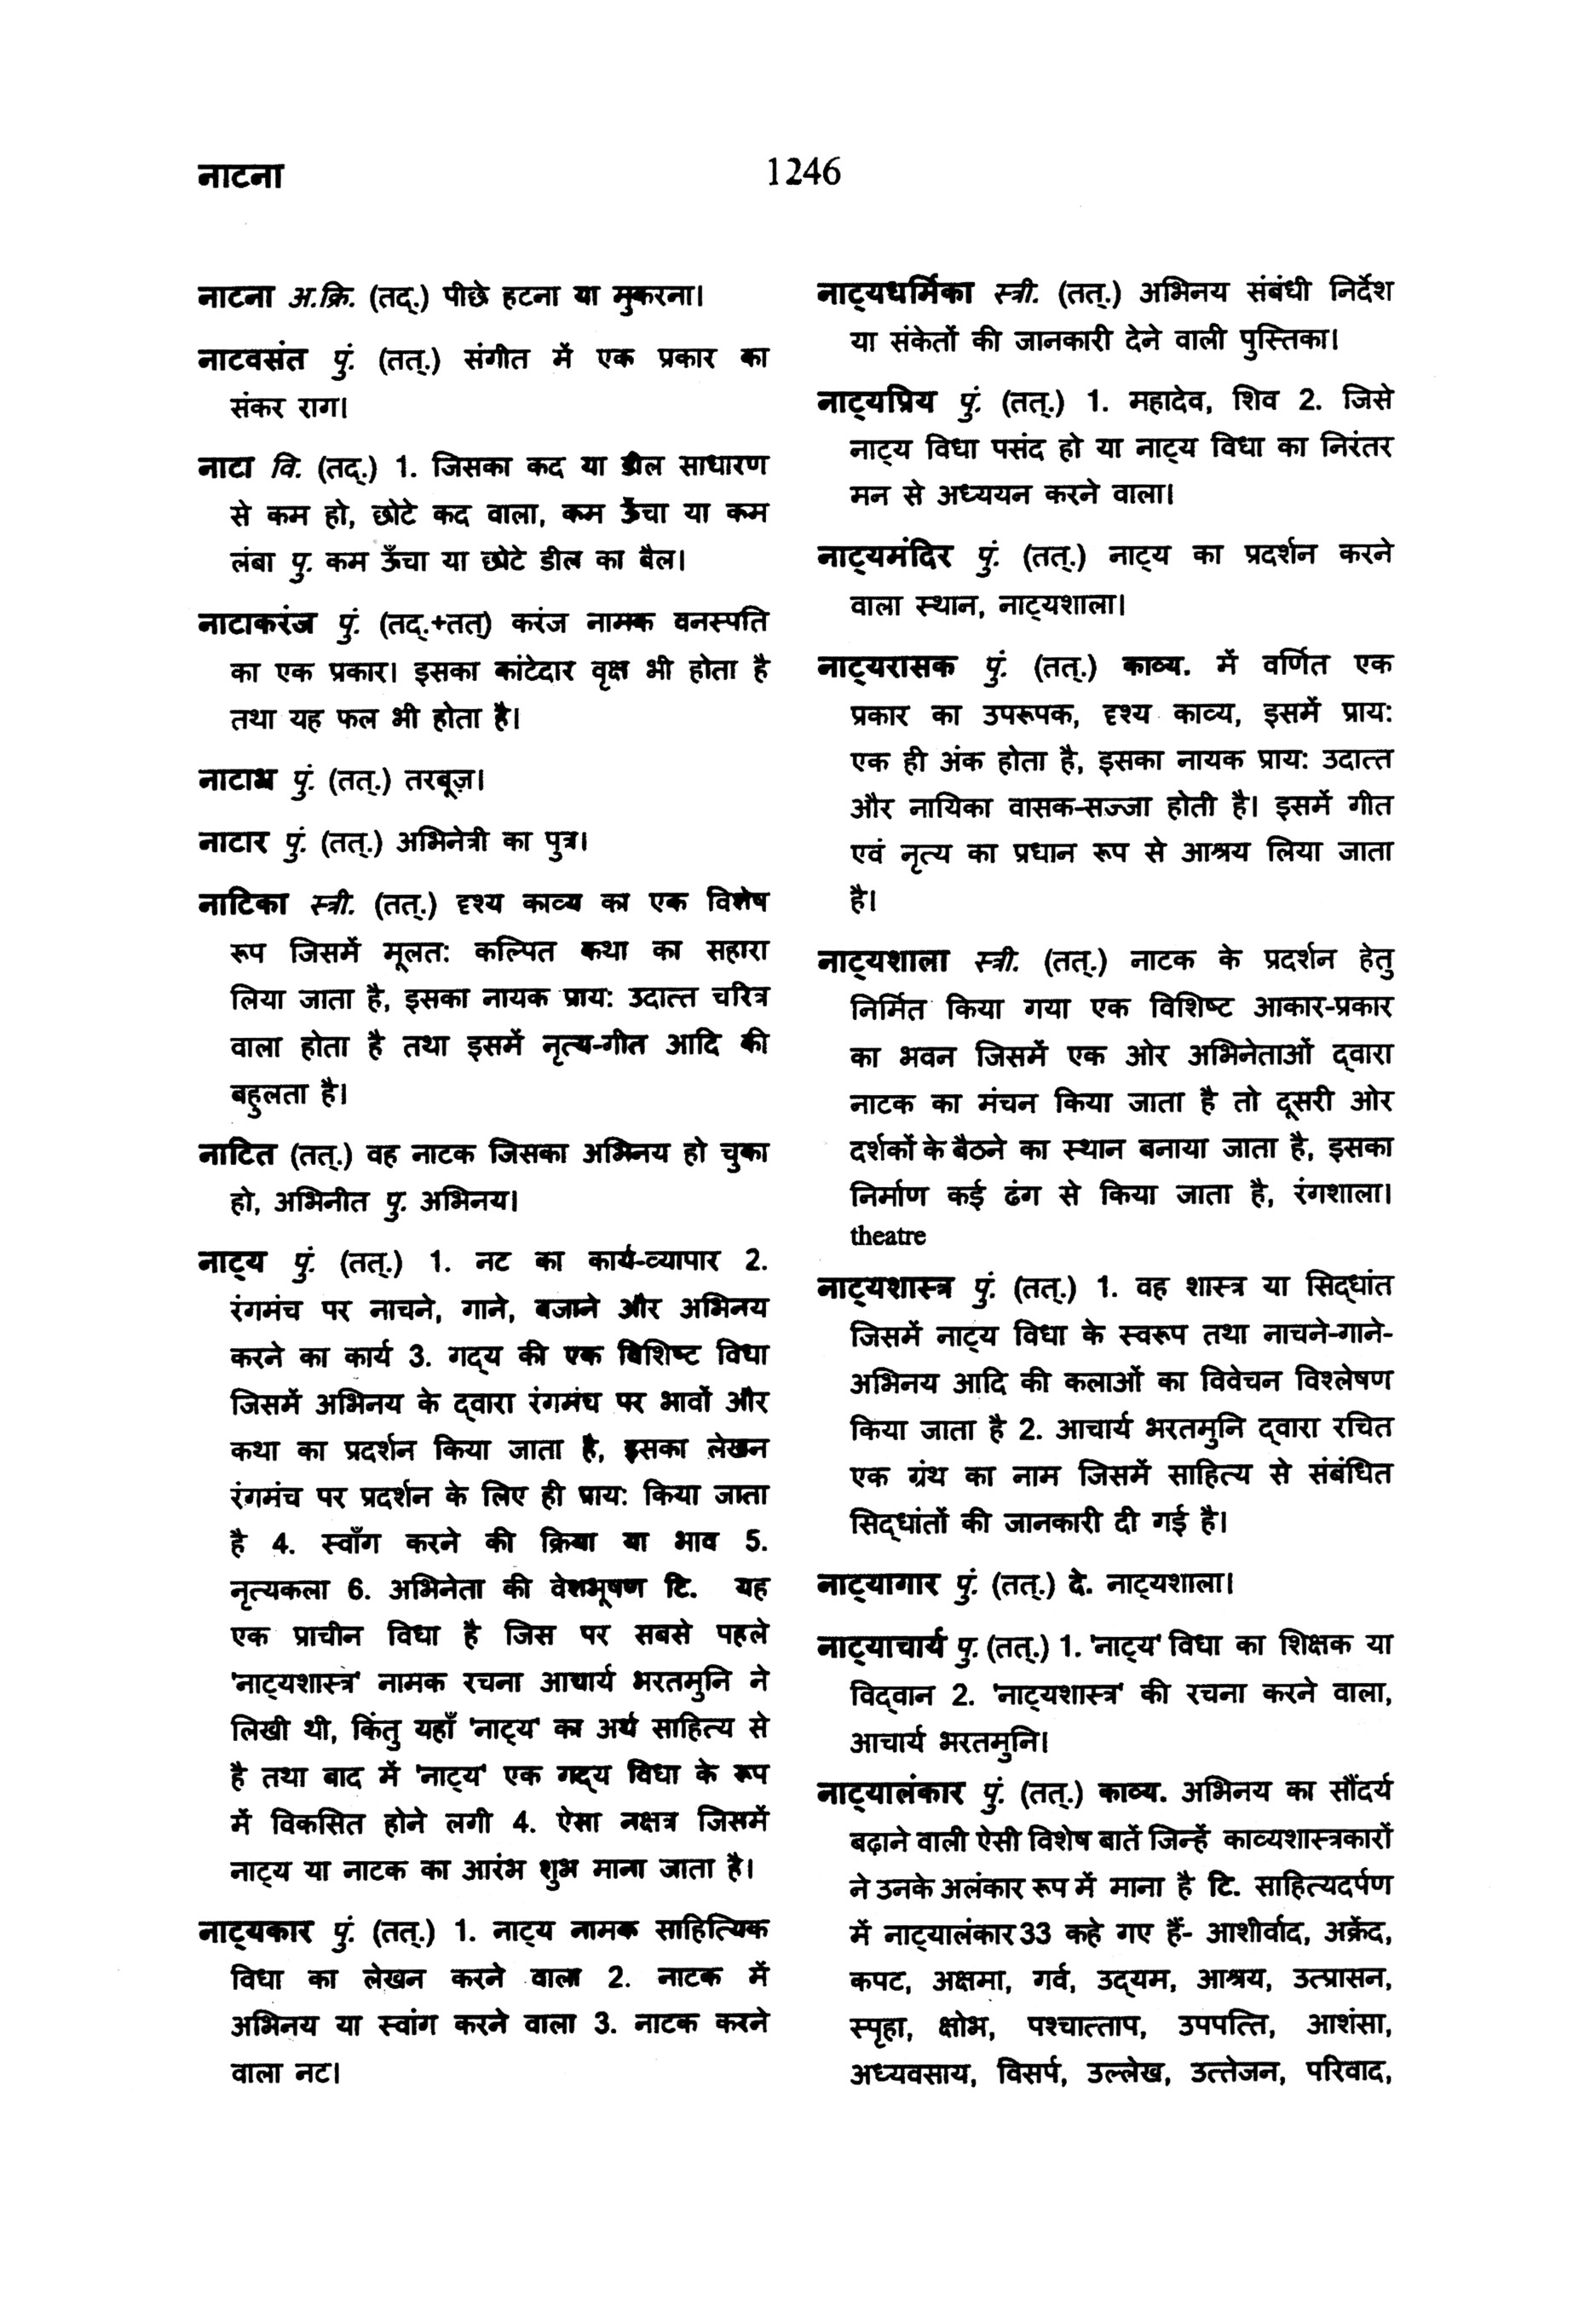 नाटना
1246
नाटना अ.क्रि. (तद्.) पीछे हटना या मुकरना।
नाटवसंत पुं. (तत्.) संगीत में एक प्रकार का
संकर राग।
नाटा वि. (तद्.) 1. जिसका कद या डील साधारण
से कम हो, छोटे कद वाला, कम ऊँचा या कम
लंबा पु. कम ऊँचा या छोटे डील का बैल।
नाटाकरंज पुं. (तद्.+तत्) करंज नामक वनस्पति
का एक प्रकार। इसका कांटेदार वृक्ष भी होता है
तथा यह फल भी होता है।
नाटाभ पुं. (तत्.) तरबूज़।
नाटार पुं. (तत्.) अभिनेत्री का पुत्र।
नाटिका स्त्री. (तत्.) दृश्य काव्य का एक विशेष
रूप जिसमें मूलत: कल्पित कथा का सहारा
लिया जाता है, इसका नायक प्राय: उदात्त चरित्र
वाला होता है तथा इसमें नृत्य-गीत आदि की
बहुलता है।
नाटित (तत्.) वह नाटक जिसका अभिनय हो चुका
हो, अभिनीत पु. अभिनय।
नाट्य पुं. (तत्.) 1. नट का कार्य-व्यापार 2.
रंगमंच पर नाचने, गाने, बजाने और अभिनय
करने का कार्य 3. गद्‌य की एक विशिष्ट विधा
जिसमें अभिनय के द्‌वारा रंगमंच पर भावों और
कथा का प्रदर्शन किया जाता है, इसका लेखन
रंगमंच पर प्रदर्शन के लिए ही प्राय: किया जाता
है 4. स्वाँग करने की क्रिया या भाव 5.
नृत्यकला 6. अभिनेता की वेशभूषण टि. यह
एक प्राचीन विधा है जिस पर सबसे पहले
'नाट्यशास्त्र' नामक रचना आचार्य भरतमुनि ने
लिखी थी, किंतु यहाँ 'नाट्य' का अर्थ साहित्य से
है तथा बाद में 'नाट्य' एक गद्‌य विधा के रूप
में विकसित होने लगी 4. ऐसा नक्षत्र जिसमें
नाट्य या नाटक का आरंभ शुभ माना जाता है।
नाट्यकार पुं. (तत्.) 1. नाट्य नामक साहित्यिक
विधा का लेखन करने वाला 2. नाटक में
अभिनय या स्वांग करने वाला 3. नाटक करने
वाला नट।
नाट्यधर्मिका स्त्री. (तत्.) अभिनय संबंधी निर्देश
या संकेतों की जानकारी देने वाली पुस्तिका।
नाट्यप्रिय पुं. (तत्.) 1. महादेव, शिव 2. जिसे
नाट्य विधा पसंद हो या नाट्य विधा का निरंतर
मन से अध्ययन करने वाला।
नाट्यमंदिर पुं. (तत्.) नाट्य का प्रदर्शन करने
वाला स्थान, नाट्यशाला।
नाट्यरासक पुं. (तत्.) काव्य. में वर्णित एक
प्रकार का उपरूपक, दृश्य काव्य, इसमें प्राय:
एक ही अंक होता है, इसका नायक प्राय: उदात्त
और नायिका वासक-सज्जा होती है। इसमें गीत
एवं नृत्य का प्रधान रूप से आश्रय लिया जाता
है।
नाट्यशाला स्त्री. (तत्.) नाटक के प्रदर्शन हेतु
निर्मित किया गया एक विशिष्ट आकार-प्रकार
का भवन जिसमें एक ओर अभिनेताओं द्‌वारा
नाटक का मंचन किया जाता है तो दूसरी ओर
दर्शकों के बैठने का स्थान बनाया जाता है, इसका
निर्माण कई ढंग से किया जाता है, रंगशाला।
theatre
नाट्यशास्त्र पुं. (तत्.) 1. वह शास्त्र या सिद्‌धांत
जिसमें नाट्य विधा के स्वरूप तथा नाचने-गाने-
अभिनय आदि की कलाओं का विवेचन विश्लेषण
किया जाता है 2. आचार्य भरतमुनि द्‌वारा रचित
एक ग्रंथ का नाम जिसमें साहित्य से संबंधित
सिद्‌धांतों की जानकारी दी गई है।
नाट्यागार पुं. (तत्.) दे. नाट्यशाला।
नाट्याचार्य पु. (तत्.) 1. 'नाट्य' विधा का शिक्षक या
विद्‌वान 2. 'नाट्यशास्त्र' की रचना करने वाला,
आचार्य भरतमुनि।
नाट्यालंकार पुं. (तत्.) काव्य. अभिनय का सौंदर्य
बढ़ाने वाली ऐसी विशेष बातें जिन्हें काव्यशास्त्रकारों
ने उनके अलंकार रूप में माना है टि. साहित्यदर्पण
में नाट्यालंकार 33 कहे गए हैं- आशीर्वाद, अक्रेंद,
कपट, अक्षमा, गर्व, उद्‌यम, आश्रय, उत्प्रासन,
स्पृहा, क्षोभ, पश्चात्ताप, उपपत्ति, आशंसा,
अध्यवसाय, विसर्प, उल्लेख, उत्तेजन, परिवाद,